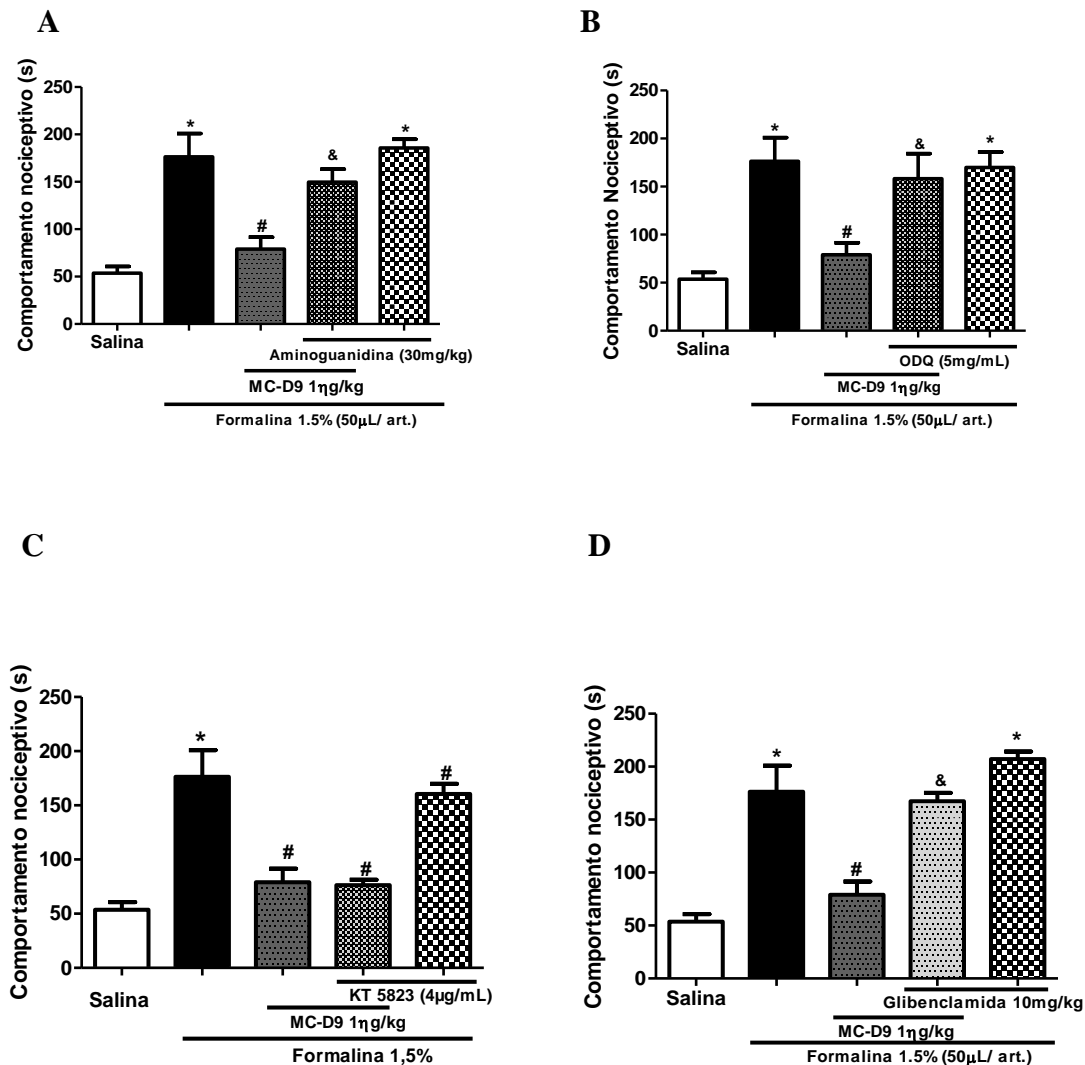 A
Comportamento nociceptivo (s)
250
200
150
100
50
0
*
#
&
*
Salina
Aminoguanidina (30mg/kg)
MC-D9 1ηg/kg
Formalina 1.5% (50µL/ art.)
B
Comportamento Nociceptivo (s)
250
200
150
100
50
0
*
#
&
*
Salina
ODQ (5mg/mL)
MC-D9 1ηg/kg
Formalina 1.5% (50µL/ art.)
C
Comportamento nociceptivo (s)
250
200
150
100
50
0
*
#
#
#
Salina
KT 5823 (4µg/mL)
MC-D9 1ηg/kg
Formalina 1,5%
D
Comportamento nociceptivo (s)
250
200
150
100
50
0
*
#
&
*
Salina
Glibenclamida 10mg/kg
MC-D9 1ηg/kg
Formalina 1.5% (50µL/ art.)